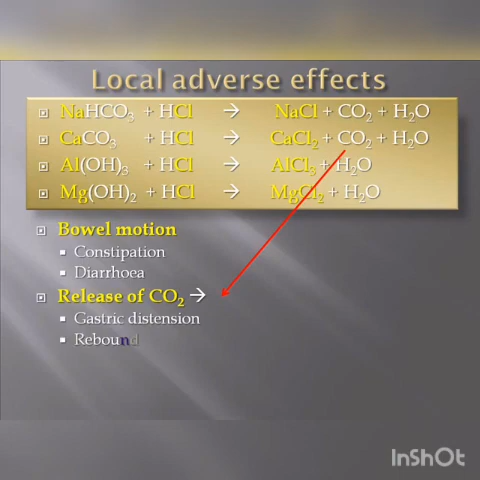 Local adverse effects
NaHCO₃ + HCl → NaCl + CO₂ + H₂O
CaCO₃ + HCl → CaCl₂ + CO₂ + H₂O
Al(OH)₃ + HCl → AlCl₃ + H₂O
Mg(OH)₂ + HCl → MgCl₂ + H₂O
Bowel motion
Constipation
Diarrhoea
Release of CO₂ →
Gastric distension
Rebound
InShOt